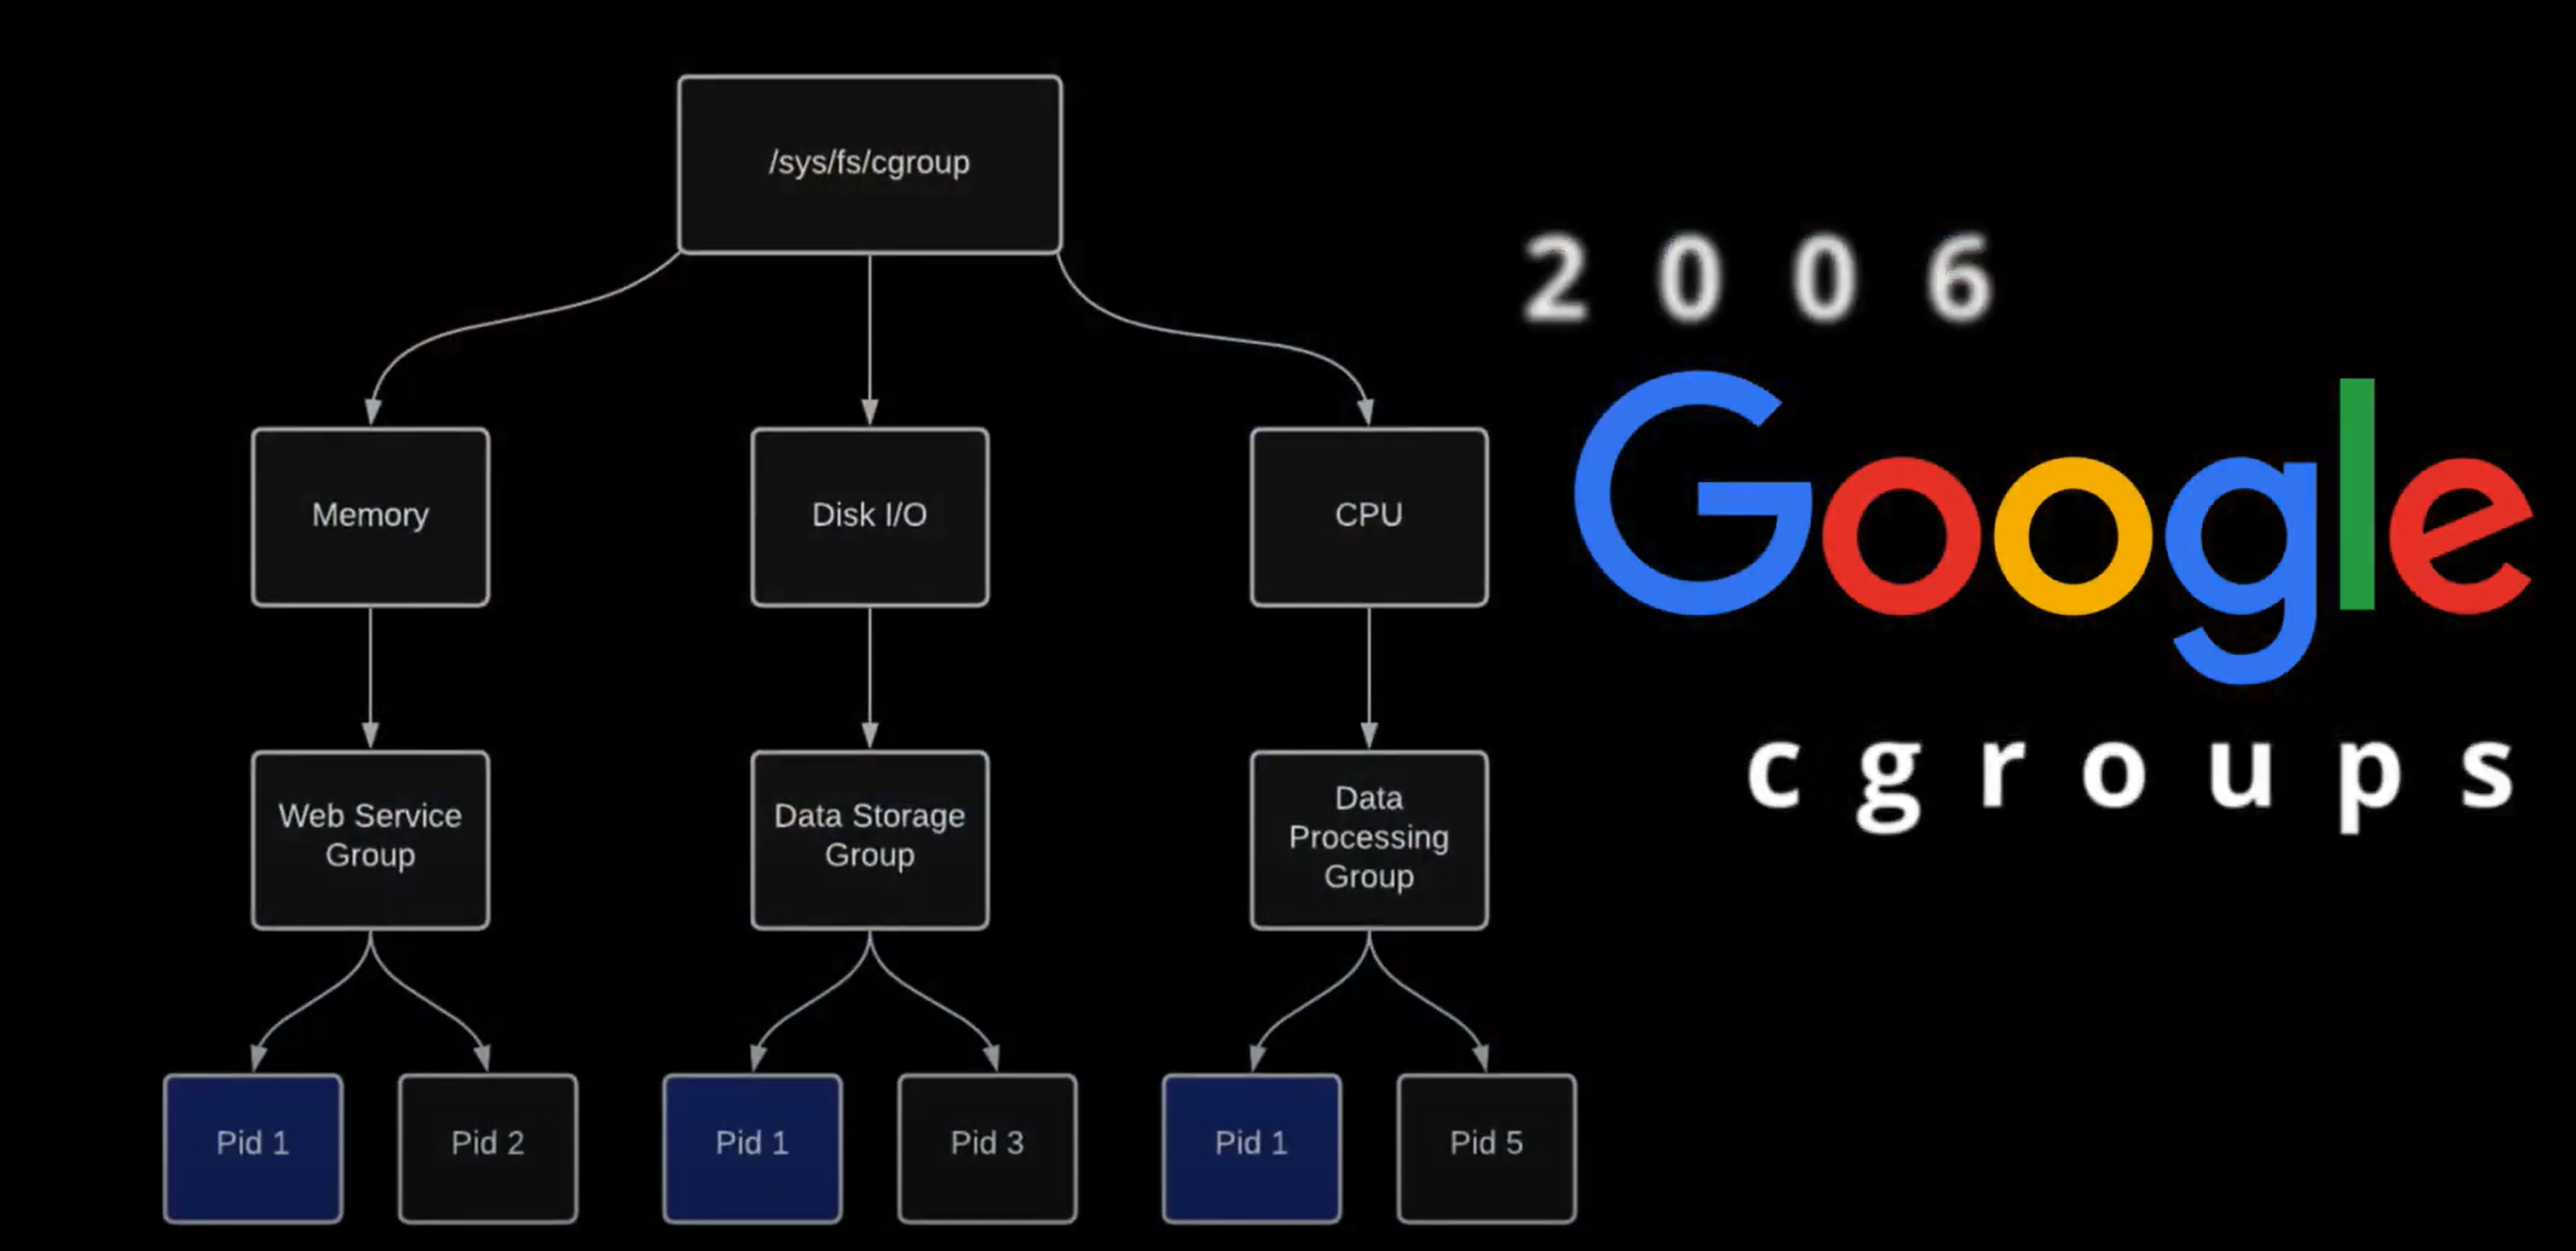 /sys/fs/cgroup
2006
Google
cgroups
Memory
Disk I/O
CPU
Web Service
Group
Data Storage
Group
Data
Processing
Group
Pid 1
Pid 2
Pid 1
Pid 3
Pid 1
Pid 5